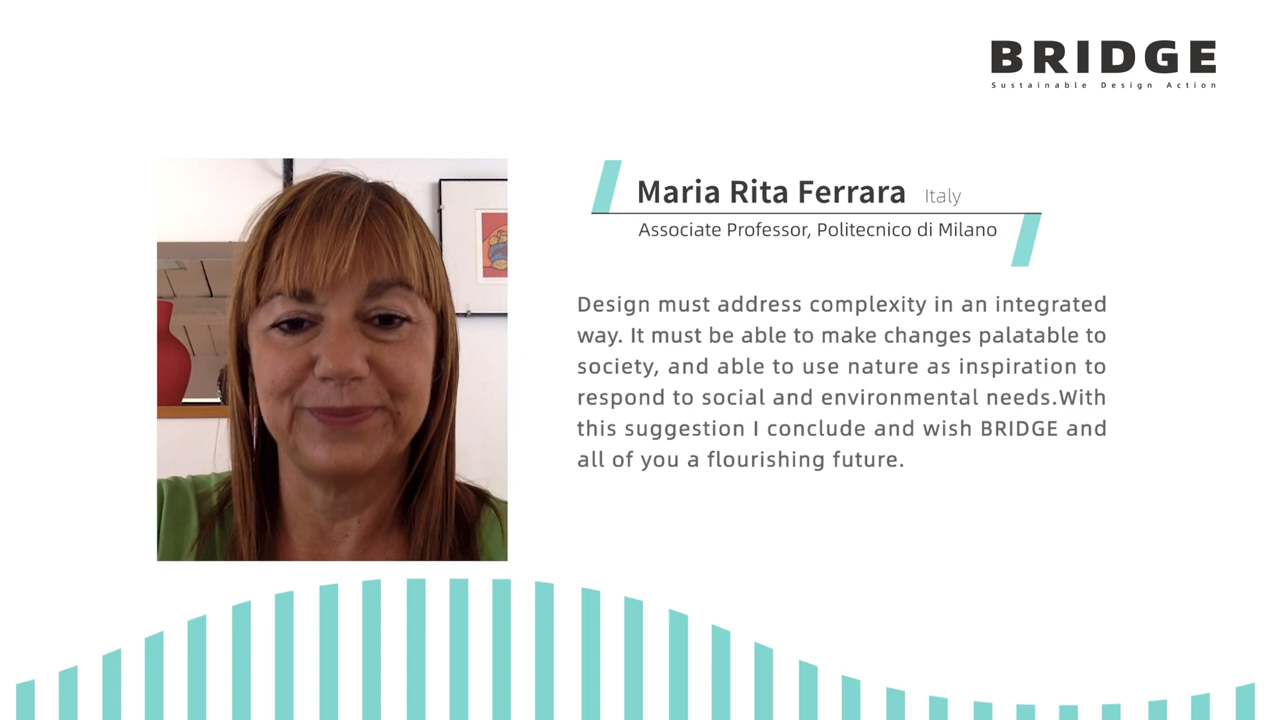 BRIDGE
Sustainable Design Action
Maria Rita Ferrara Italy
Associate Professor, Politecnico di Milano
Design must address complexity in an integrated
way. It must be able to make changes palatable to
society, and able to use nature as inspiration to
respond to social and environmental needs.With
this suggestion I conclude and wish BRIDGE and
all of you a flourishing future.